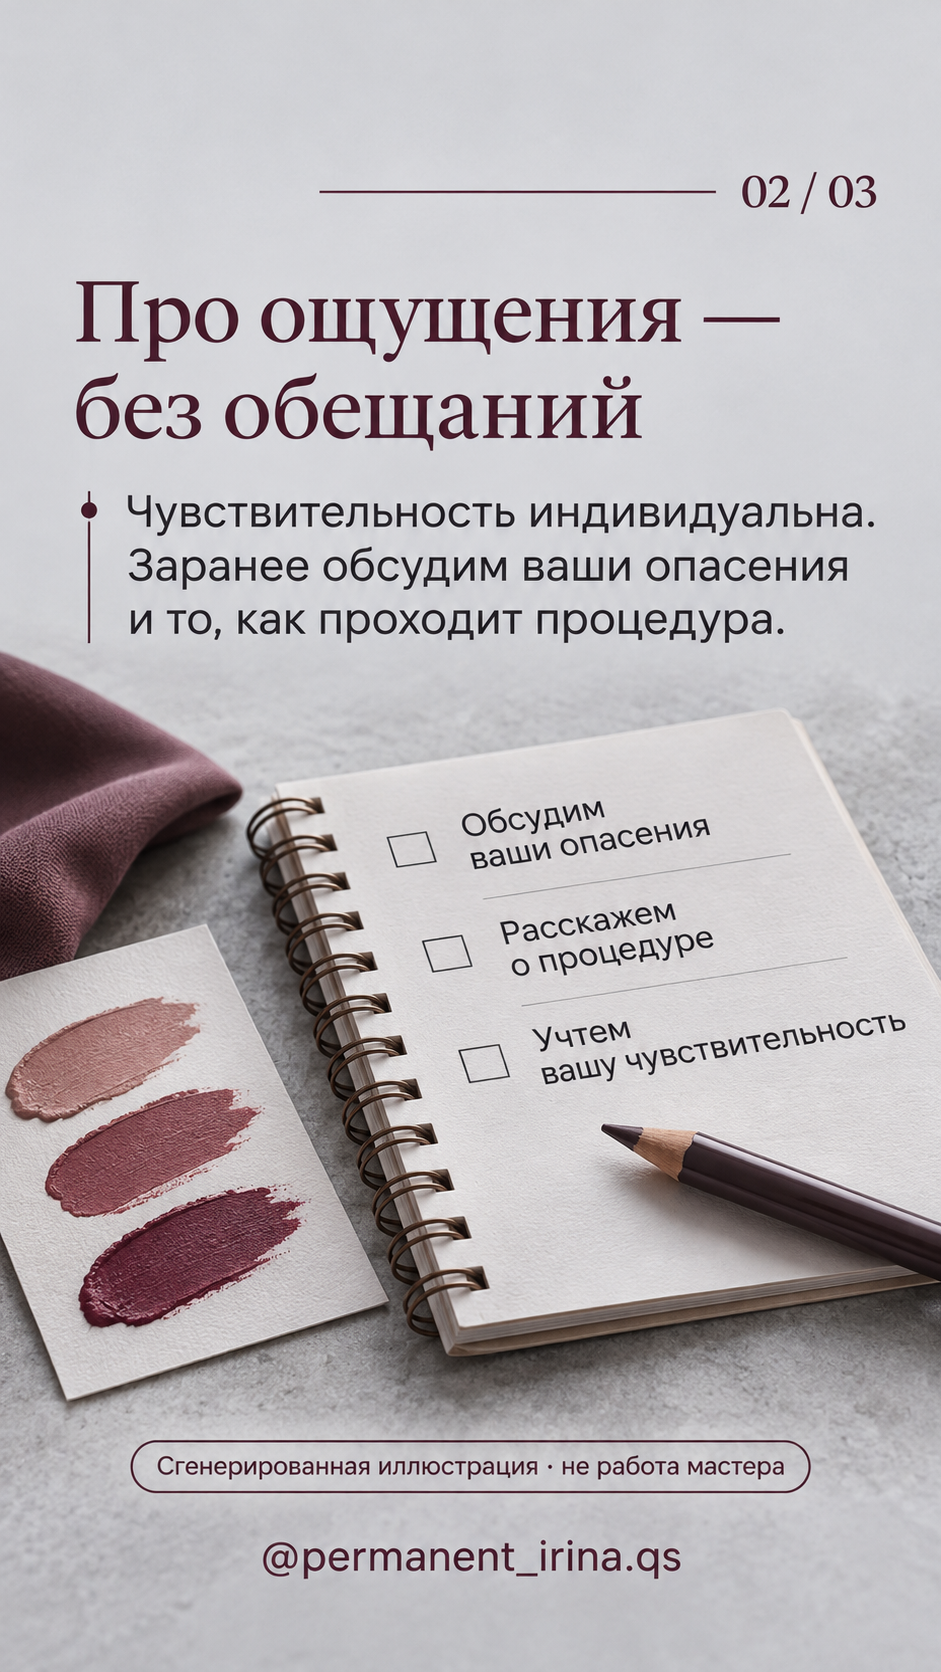 02 / 03
Про ощущения —
без обещаний
Чувствительность индивидуальна.
Заранее обсудим ваши опасения
и то, как проходит процедура.
Обсудим
ваши опасения
Расскажем
о процедуре
Учтем
вашу чувствительность
Сгенерированная иллюстрация · не работа мастера
@permanent_irina.qs